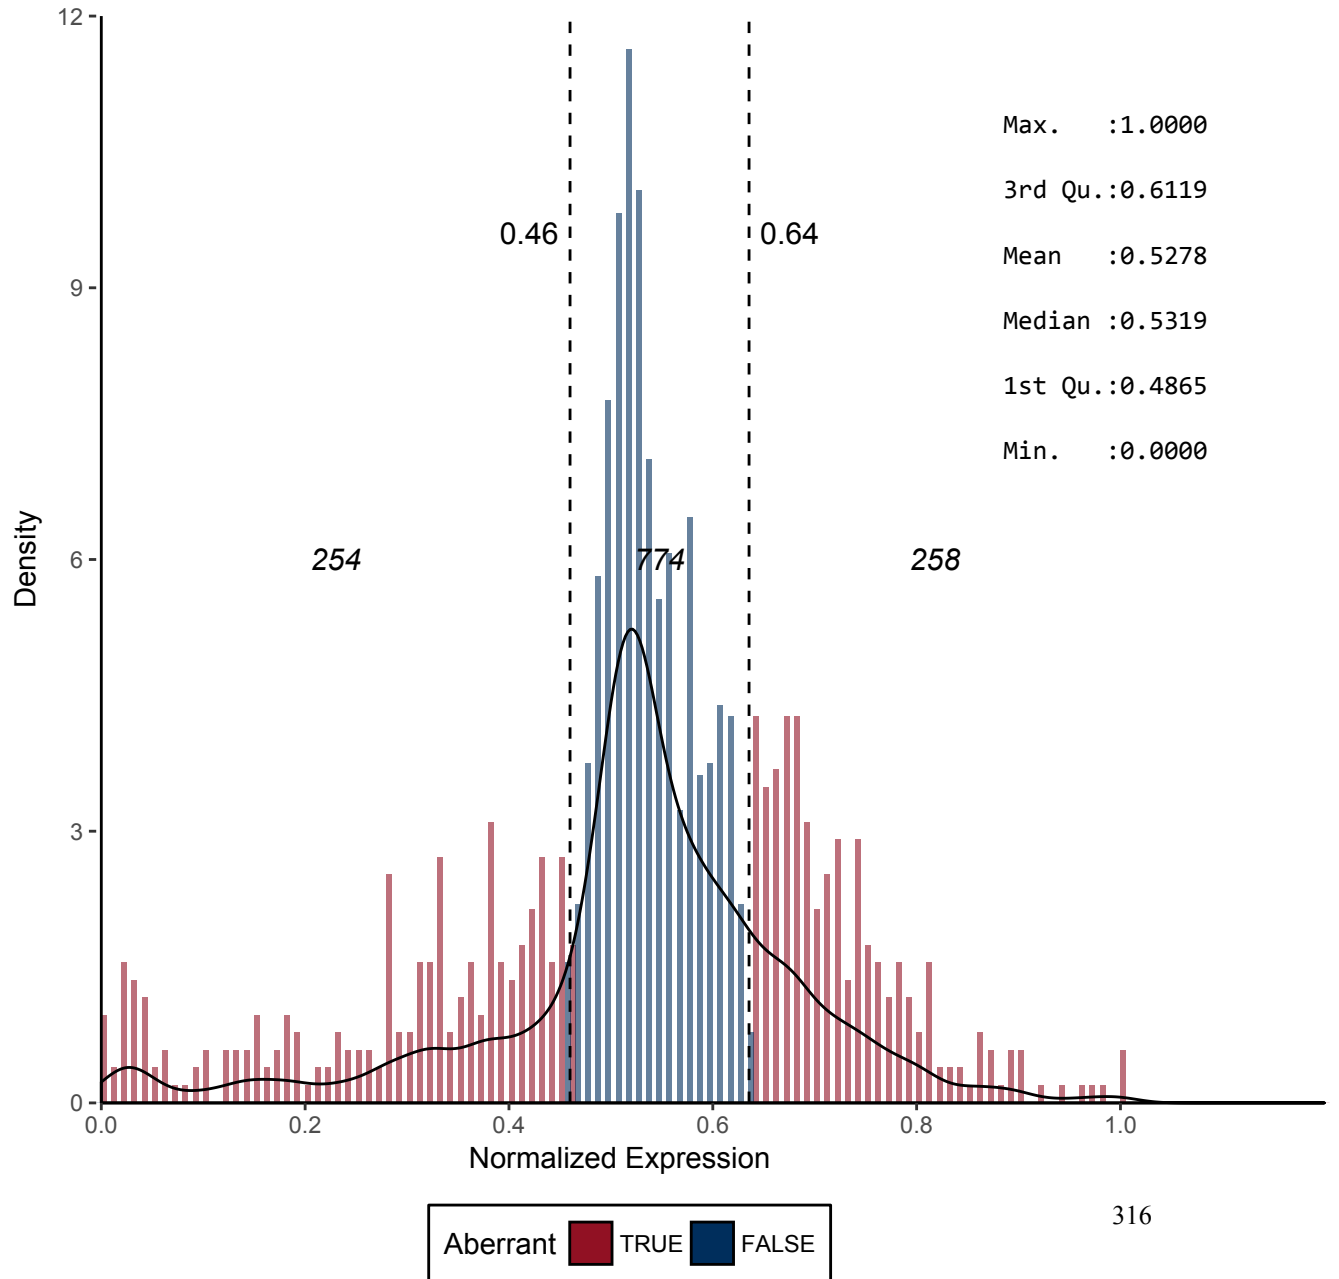 12
Max.   :1.0000
3rd Qu.:0.6119
0.46
0.64
Mean   :0.5278
9
Median :0.5319
1st Qu.:0.4865
Min.   :0.0000
Density
6
254
774
258
3
0
0.0 0.2 0.4 0.6 0.8 1.0
Normalized Expression
316
Aberrant TRUE FALSE